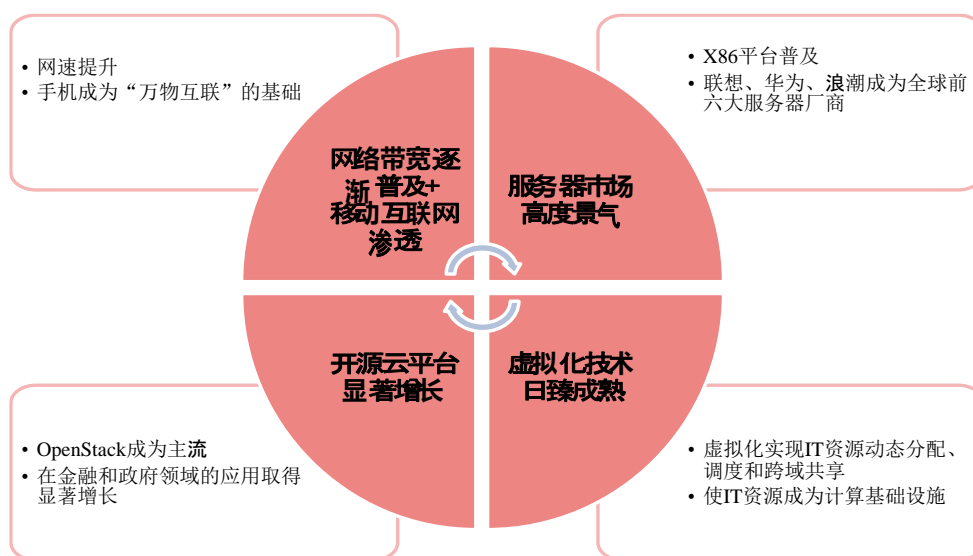 • 网速提升
• 手机成为“万物互联”的基础
• X86平台普及
• 联想、华为、浪潮成为全球前
六大服务器厂商
网络带宽逐
渐普及+
移动互联网
渗透
服务器市场
高度景气
开源云平台
显著增长
虚拟化技术
日臻成熟
• OpenStack成为主流
• 在金融和政府领域的应用取得
显著增长
• 虚拟化实现IT资源动态分配、
调度和跨域共享
• 使IT资源成为计算基础设施